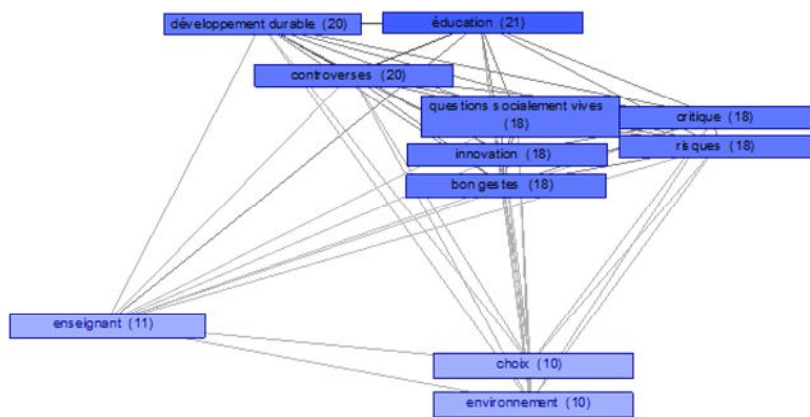 développement durable (20)
éducation (21)
controverses (20)
questions socialement vives
(18)
critique (18)
innovation (18)
risques (18)
bon gestes (18)
enseignant (11)
choix (10)
environnement (10)